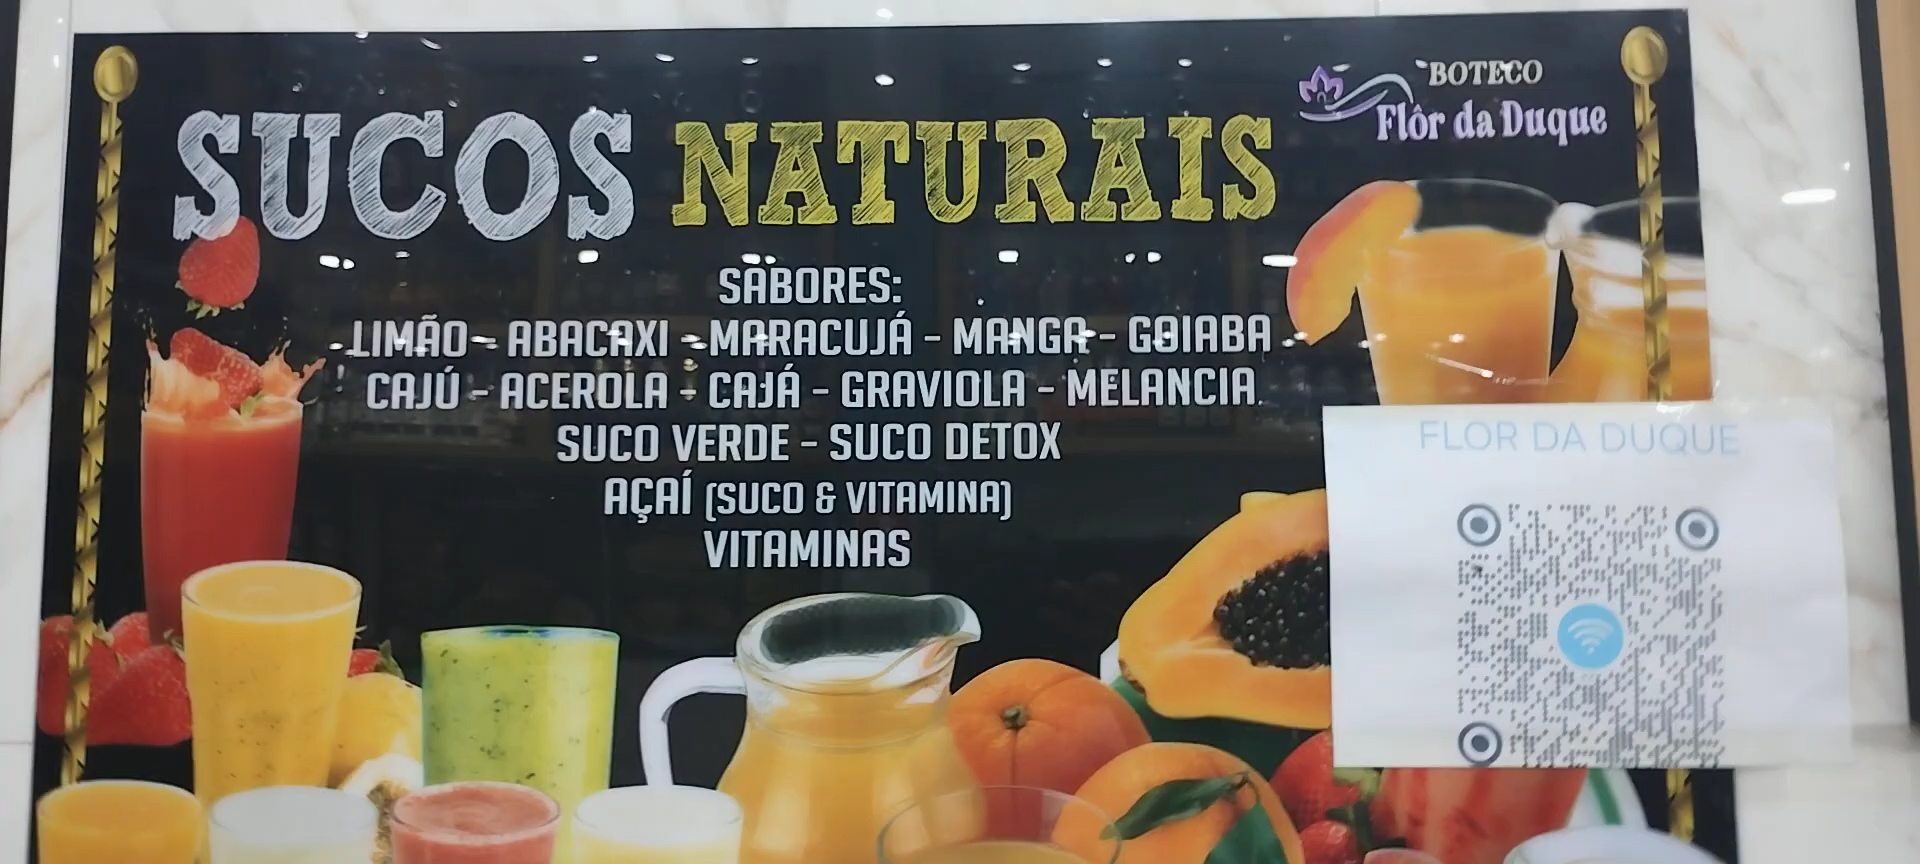 BOTECO
Flôr da Duque
SUCOS NATURAIS
SABORES:
LIMÃO - ABACAXI - MARACUJÁ - MANGA - GOIABA
CAJÚ - ACEROLA - CAJÁ - GRAVIOLA - MELANCIA
SUCO VERDE - SUCO DETOX
AÇAÍ (SUCO & VITAMINA)
VITAMINAS
FLOR DA DUQUE